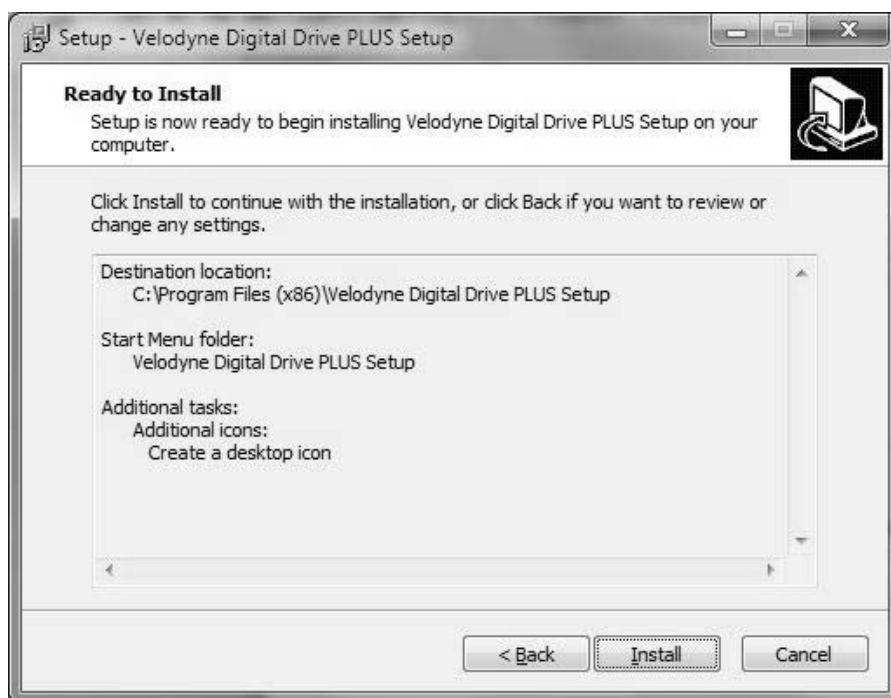 Setup - Velodyne Digital Drive PLUS Setup
Ready to Install
Setup is now ready to begin installing Velodyne Digital Drive PLUS Setup on your
computer.
Click Install to continue with the installation, or click Back if you want to review or
change any settings.
Destination location:
C:\Program Files (x86)\Velodyne Digital Drive PLUS Setup
Start Menu folder:
Velodyne Digital Drive PLUS Setup
Additional tasks:
Additional icons:
Create a desktop icon
< Back
Install
Cancel